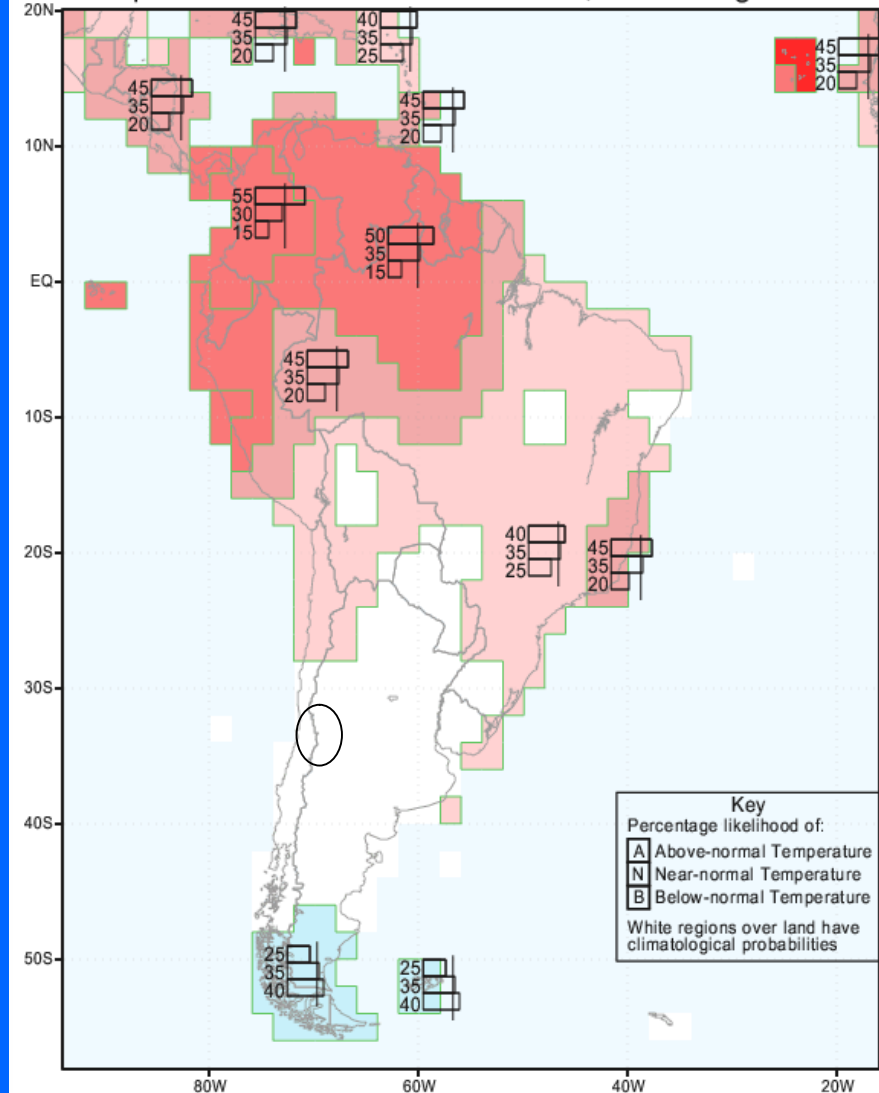 20N
10N
EQ
10S
20S
30S
40S
50S
80W
60W
40W
20W
45
35
20
40
35
25
45
35
20
45
35
20
45
35
20
55
30
15
50
35
15
45
35
20
40
35
25
45
35
20
25
35
40
25
35
40
Key
Percentage likelihood of:
A Above-normal Temperature
N Near-normal Temperature
B Below-normal Temperature
White regions over land have
climatological probabilities